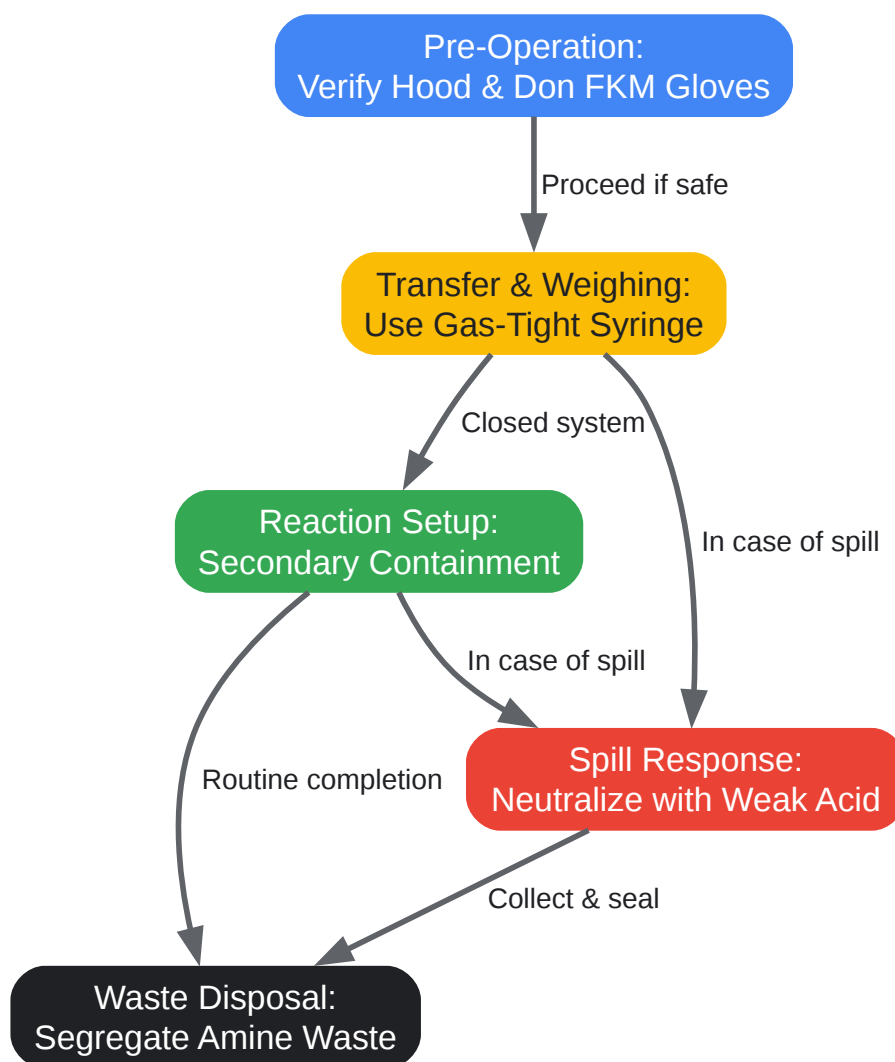 Pre-Operation:
Verify Hood & Don FKM Gloves
Proceed if safe
Transfer & Weighing:
Use Gas-Tight Syringe
Closed system
In case of spill
Reaction Setup:
Secondary Containment
In case of spill
Routine completion
Spill Response:
Neutralize with Weak Acid
Collect & seal
Waste Disposal:
Segregate Amine Waste